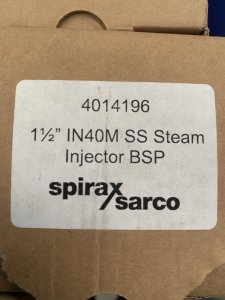 4014196
1½” IN40M SS Steam
Injector BSP
spirax
sarco